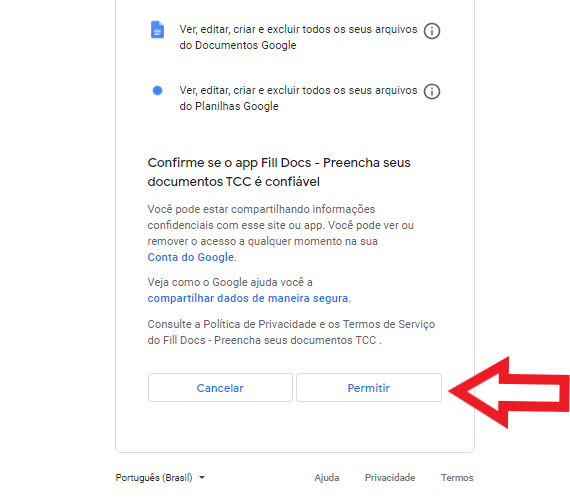 Ver, editar, criar e excluir todos os seus arquivos
do Documentos Google
Ver, editar, criar e excluir todos os seus arquivos
do Planilhas Google
Confirme se o app Fill Docs - Preencha seus
documentos TCC é confiável
Você pode estar compartilhando informações
confidenciais com esse site ou app. Você pode ver ou
remover o acesso a qualquer momento na sua
Conta do Google.
Veja como o Google ajuda você a
compartilhar dados de maneira segura.
Consulte a Política de Privacidade e os Termos de Serviço
do Fill Docs - Preencha seus documentos TCC .
Cancelar Permitir
Português (Brasil) Ajuda Privacidade Termos